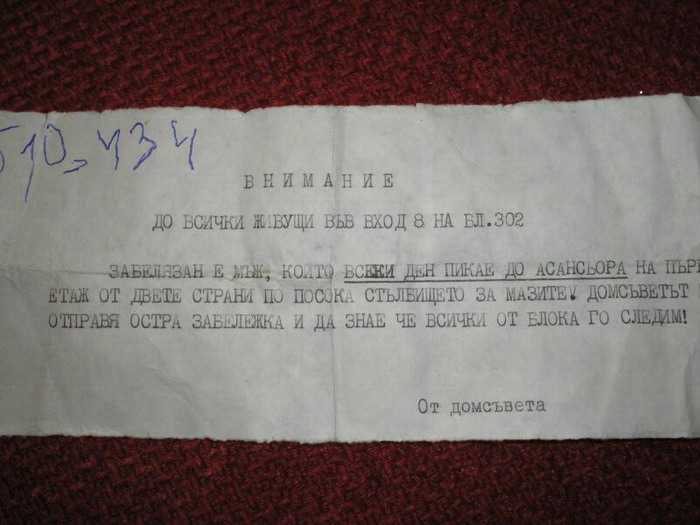 510.434
ВНИМАНИЕ
ДО ВСИЧКИ ЖИВУЩИ ВЪВ ВХОД 8 НА БЛ.302
ЗАБЕЛЯЗАН Е МЪЖ, КОЙТО ВСЕКИ ДЕН ПИКАЕ ДО АСАНСЬОРА НА ПЪР
ЕТАЖ ОТ ДВЕТЕ СТРАНИ ПО ПОСОКА СТЪЛБИЩЕТО ЗА МАЗИТЕ! ДОМСЪВЕТЪТ
ОТПРАВЯ ОСТРА ЗАБЕЛЕЖКА И ДА ЗНАЕ ЧЕ ВСИЧКИ ОТ БЛОКА ГО СЛЕДИМ!
От домсъвета